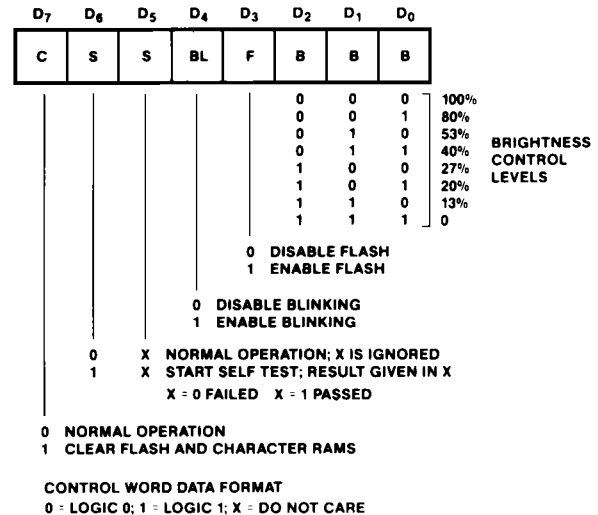 D7 D6 D5 D4 D3 D2 D1 D0
C S S BL F B B B
0 0 0 100%
0 0 1 80%
0 1 0 53%
0 1 1 40%
1 0 0 27%
1 0 1 20%
1 1 0 13%
1 1 1 0
BRIGHTNESS
CONTROL
LEVELS
0 DISABLE FLASH
1 ENABLE FLASH
0 DISABLE BLINKING
1 ENABLE BLINKING
0 X NORMAL OPERATION; X IS IGNORED
1 X START SELF TEST; RESULT GIVEN IN X
X = 0 FAILED X = 1 PASSED
0 NORMAL OPERATION
1 CLEAR FLASH AND CHARACTER RAMS
CONTROL WORD DATA FORMAT
0 = LOGIC 0; 1 = LOGIC 1; X = DO NOT CARE